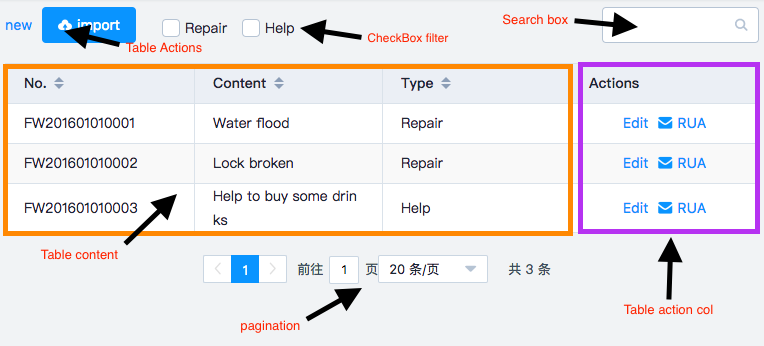 new import Repair Help Search box
Table Actions CheckBox filter
No. Content Type Actions
FW201601010001 Water flood Repair Edit RUA
FW201601010002 Lock broken Repair Edit RUA
FW201601010003 Help to buy some drin
ks Help Edit RUA
Table content
1 前往 1 页 20 条/页 共 3 条
pagination Table action col